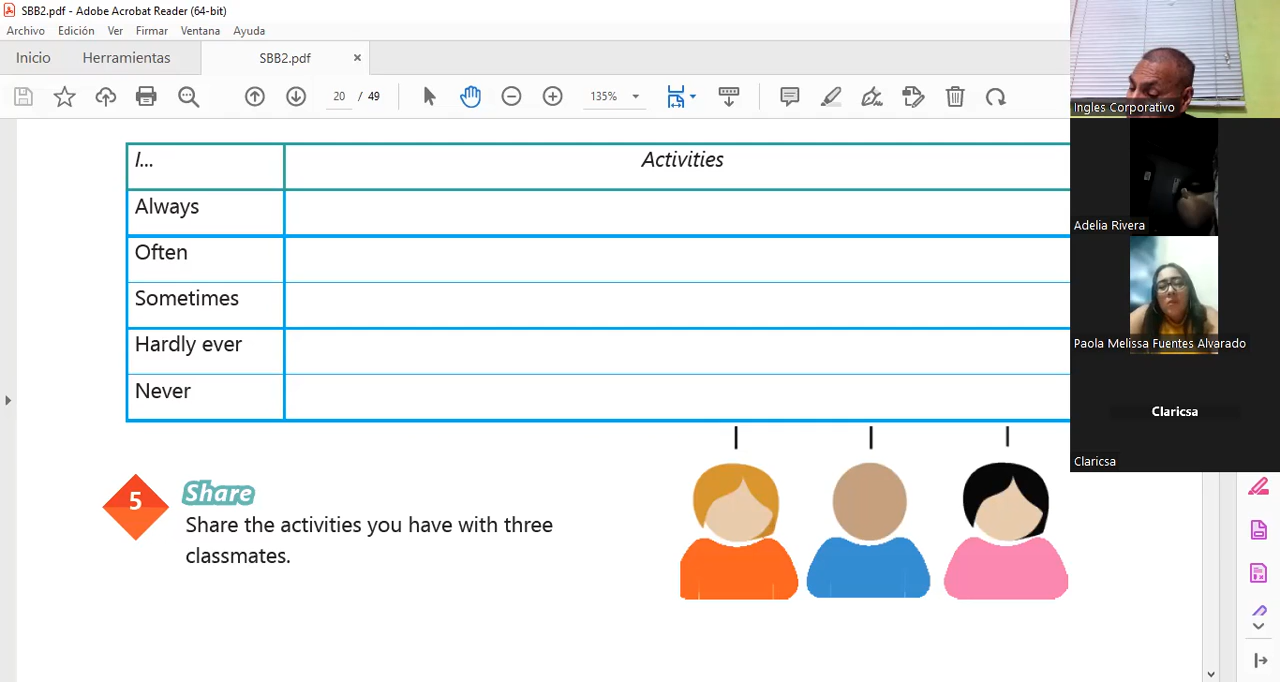 SBB2.pdf - Adobe Acrobat Reader (64-bit)
Archivo Edición Ver Firmar Ventana Ayuda
Inicio Herramientas SBB2.pdf ×
20 / 49 135%
I... Activities
Always
Often
Sometimes
Hardly ever
Never
5 Share
Share the activities you have with three
classmates.
Ingles Corporativo
Adelia Rivera
Paola Melissa Fuentes Alvarado
Claricsa
Claricsa